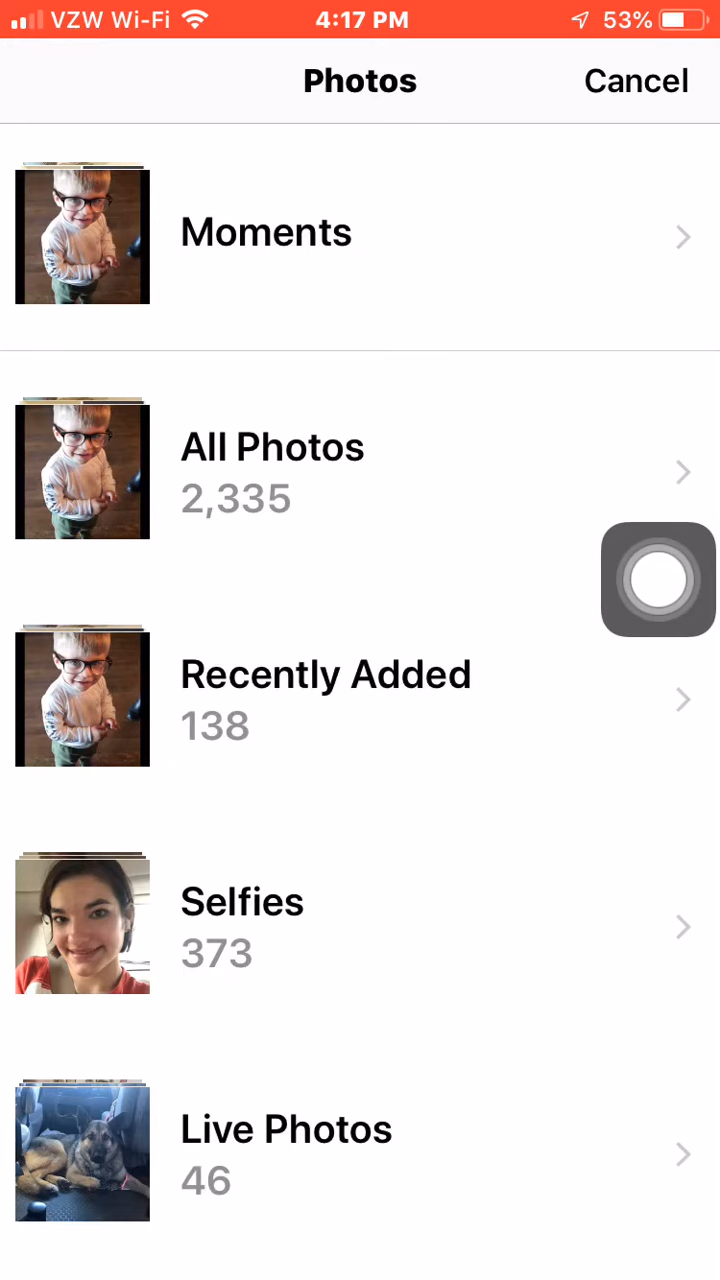 VZW Wi-Fi 4:17 PM 53%
Photos Cancel
Moments
All Photos
2,335
Recently Added
138
Selfies
373
Live Photos
46